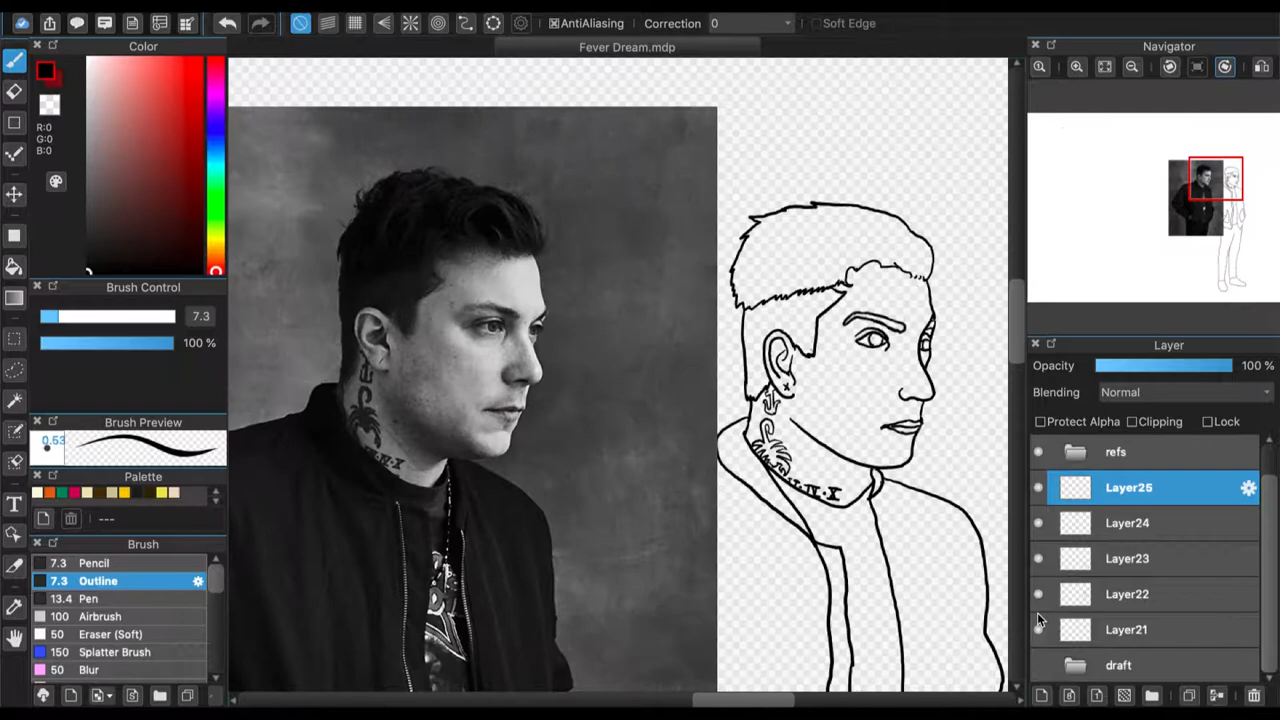 AntiAliasing Correction 0 Soft Edge
Fever Dream.mdp
Color
R:0
G:0
B:0
Brush Control
7.3
100 %
Brush Preview
0.53
Palette
---
Brush
7.3 Pencil
7.3 Outline
13.4 Pen
100 Airbrush
50 Eraser (Soft)
150 Splatter Brush
50 Blur
Navigator
Layer
Opacity 100 %
Blending Normal
Protect Alpha Clipping Lock
refs
Layer25
Layer24
Layer23
Layer22
Layer21
draft